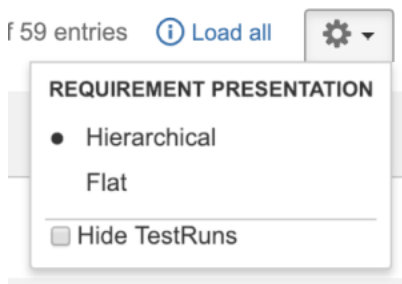 f 59 entries Load all
REQUIREMENT PRESENTATION
Hierarchical
Flat
Hide TestRuns